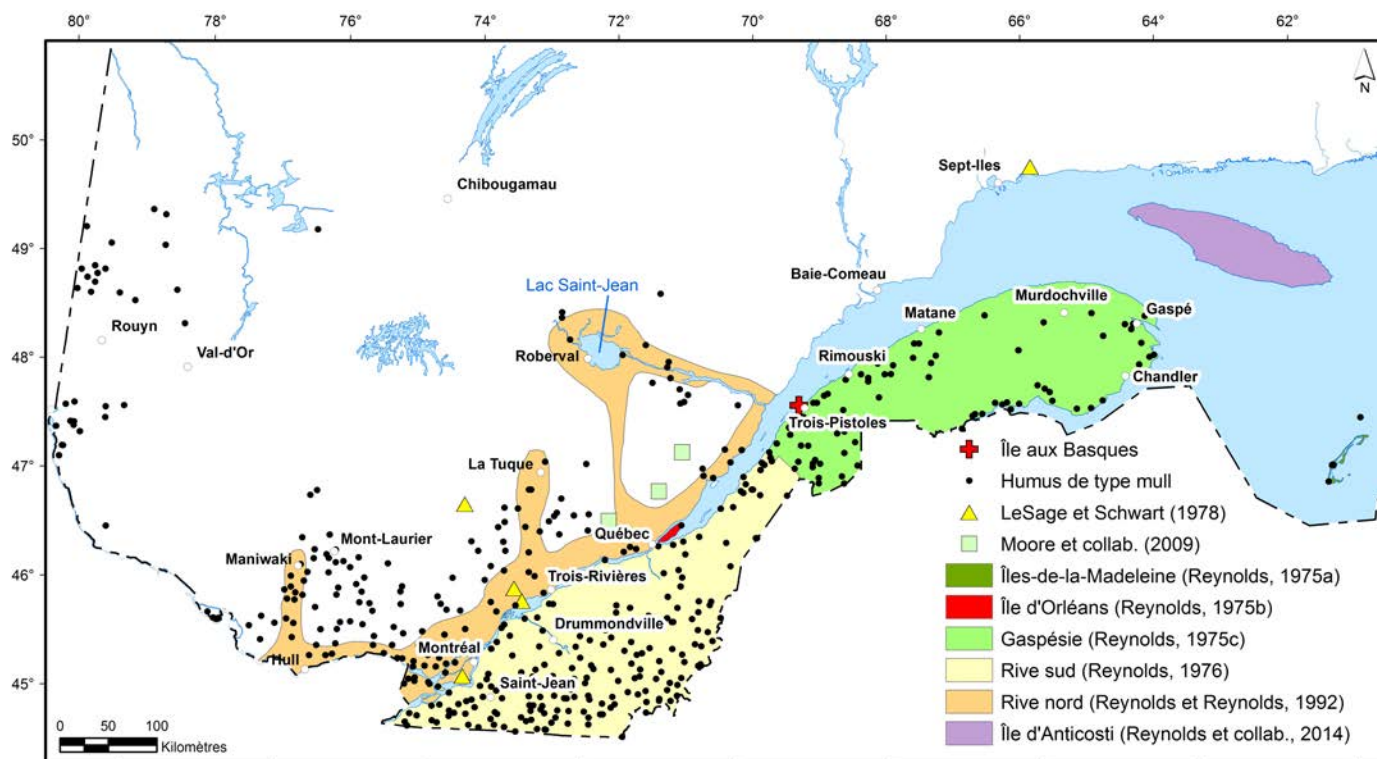 80° 78° 76° 74° 72° 70° 68° 66° 64° 62°
N
50°
Sept-Iles
Chibougamau
49°
Baie-Comeau
Lac Saint-Jean
Murdochville
Gaspé
Matane
Rouyn
48°
Val-d'Or
Roberval
Rimouski
Chandler
Trois-Pistoles
47°
La Tuque
Québec
Mont-Laurier
Maniwaki
46°
Trois-Rivières
Drummondville
Montréal
Hull
45°
Saint-Jean
0 50 100
Kilomètres
Île aux Basques
Humus de type mull
LeSage et Schwart (1978)
Moore et collab. (2009)
Îles-de-la-Madeleine (Reynolds, 1975a)
Île d'Orléans (Reynolds, 1975b)
Gaspésie (Reynolds, 1975c)
Rive sud (Reynolds, 1976)
Rive nord (Reynolds et Reynolds, 1992)
Île d'Anticosti (Reynolds et collab., 2014)